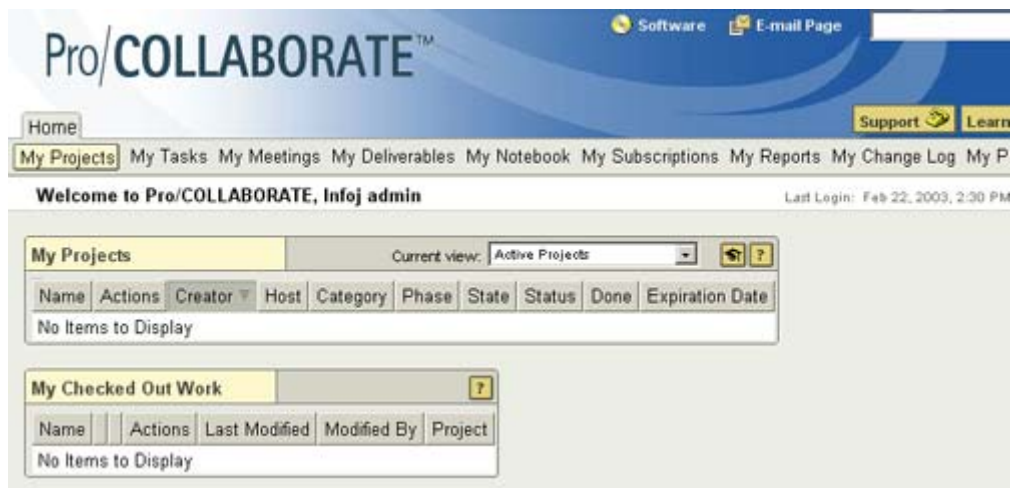 Software E-mail Page
Pro/COLLABORATE™
Home Support Learn
My Projects My Tasks My Meetings My Deliverables My Notebook My Subscriptions My Reports My Change Log My P
Welcome to Pro/COLLABORATE, Infoj admin Last Login: Feb 22, 2003, 2:30 PM
My Projects Current view: Active Projects ?
Name Actions Creator Host Category Phase State Status Done Expiration Date
No Items to Display
My Checked Out Work ?
Name Actions Last Modified Modified By Project
No Items to Display